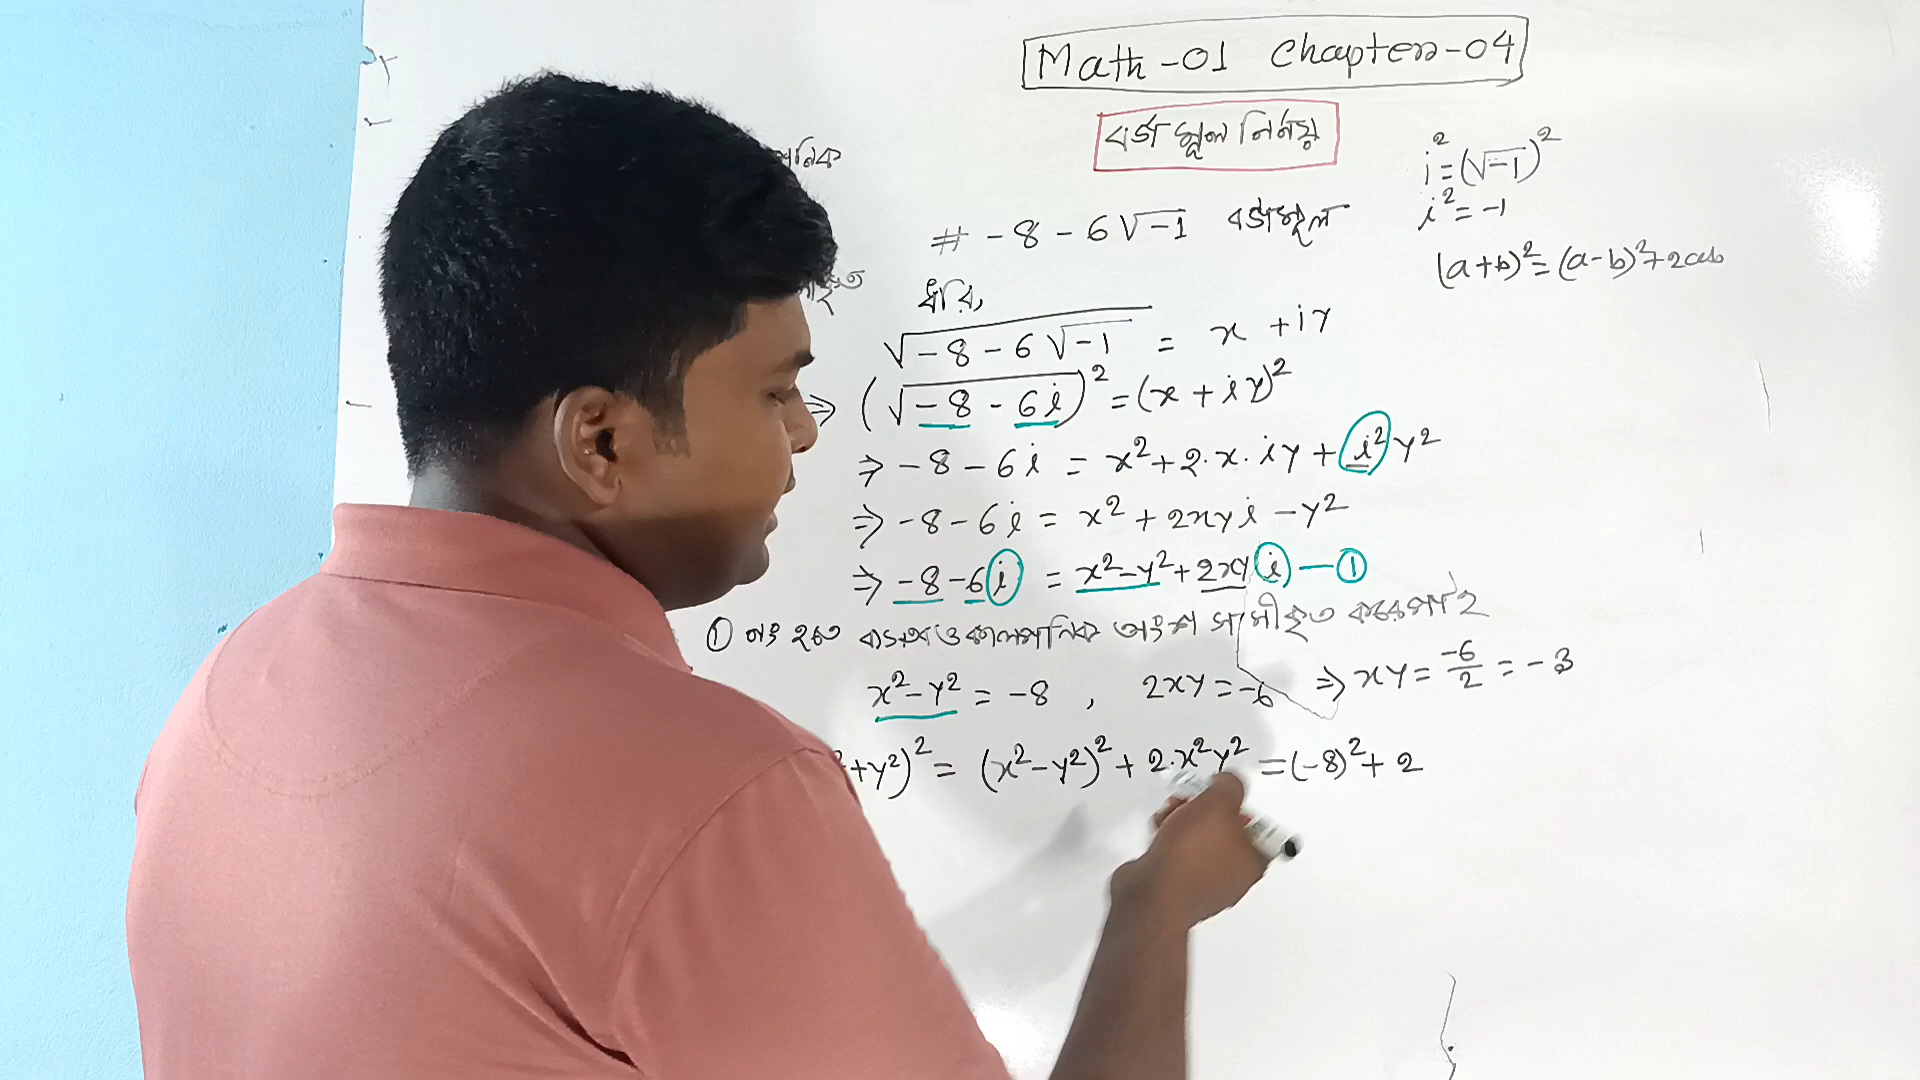 Math-01 Chapter-04
বর্গমূল নির্ণয়
i² = (√-1)²
i² = -1
(a+b)² = (a-b)² + 2ab
# -8 - 6√-1 বর্গমূল
ধরি,
√(-8 - 6√-1) = x + iy
⇒ (√(-8 - 6i))² = (x + iy)²
⇒ -8 - 6i = x² + 2·x·iy + i²y²
⇒ -8 - 6i = x² + 2xyi - y²
⇒ -8 - 6i = x² - y² + 2xyi — ①
① নং হতে বাস্তব ও কাল্পনিক অংশ সমীকৃত করে পাই
x² - y² = -8 , 2xy = -6 ⇒ xy = -6/2 = -3
+y²)² = (x² - y²)² + 2·x²y² = (-8)² + 2